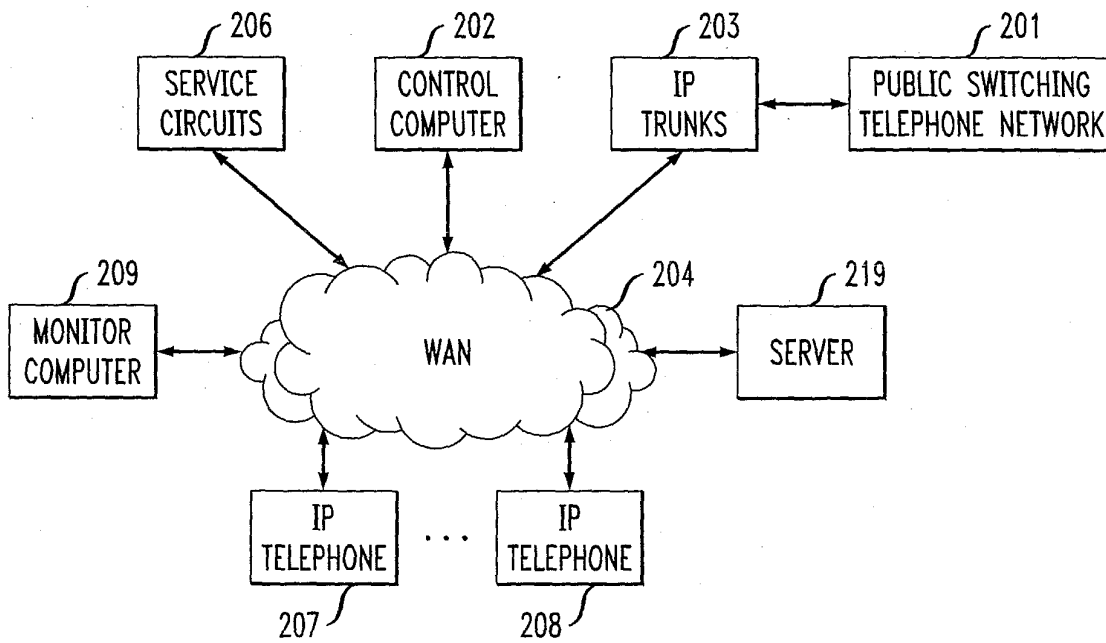 206
202
203
201
SERVICE
CIRCUITS
CONTROL
COMPUTER
IP
TRUNKS
PUBLIC SWITCHING
TELEPHONE NETWORK
209
204
219
MONITOR
COMPUTER
WAN
SERVER
IP
TELEPHONE
. . .
IP
TELEPHONE
207
208